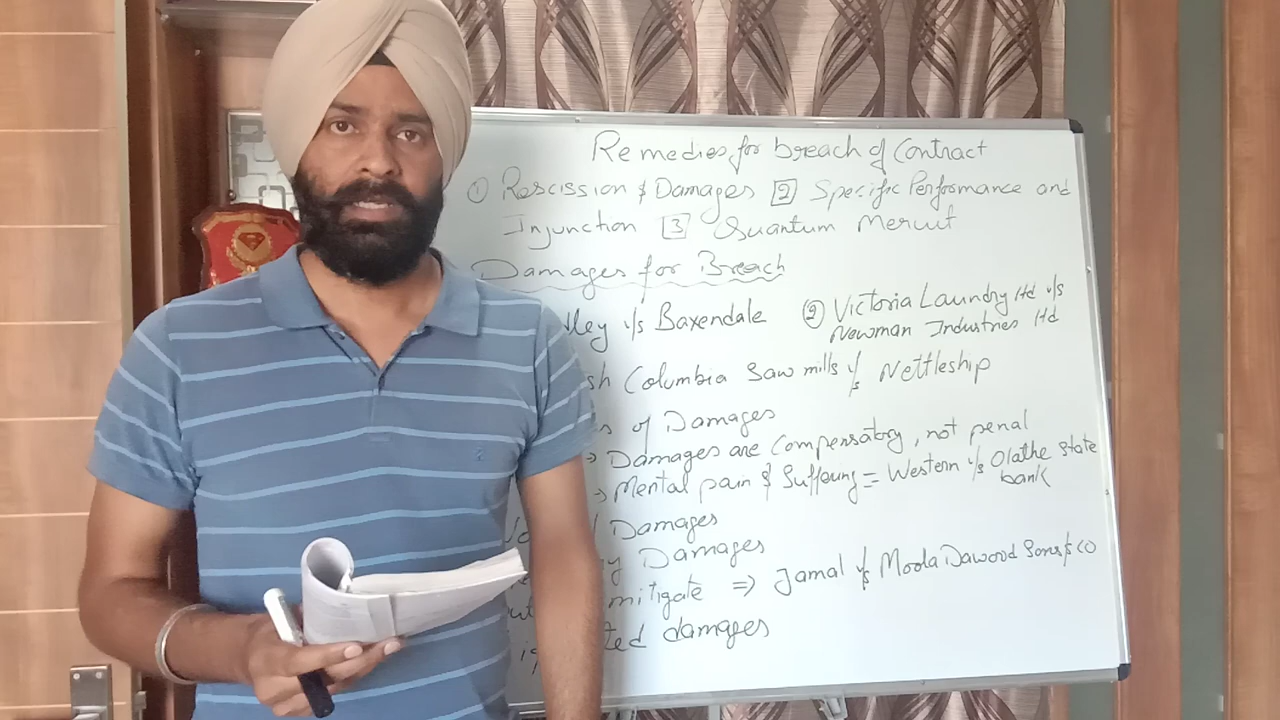 Remedies for breach of Contract
① Rescission & Damages 2 Specific Performance and
Injunction 3 Quantum Meruit
Damages for Breach
dley v/s Baxendale ② Victoria Laundry ltd v/s
Newman Industries ltd
sh Columbia Saw mills v/s Nettleship
s of Damages
→ Damages are Compensatory, not penal
→ Mental pain & Suffering = Western v/s Olathe State
bank
Damages
y Damages
mitigate ⇒ Jamal v/s Moola Dawood Sons & Co
ted damages